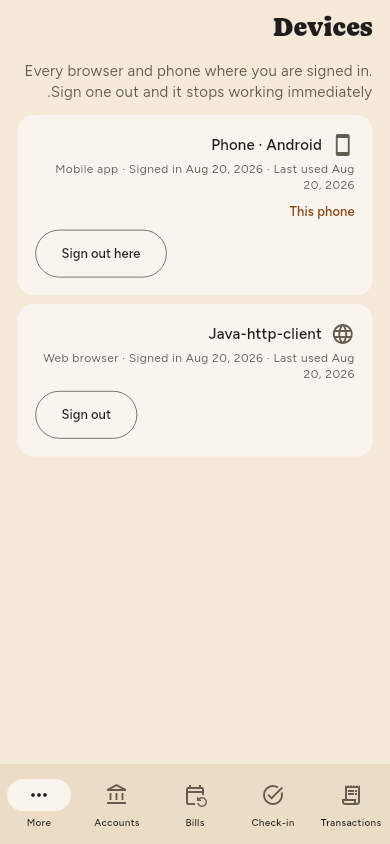 Devices
Every browser and phone where you are signed in.
.Sign one out and it stops working immediately
Phone · Android
Mobile app · Signed in Aug 20, 2026 · Last used Aug
20, 2026
This phone
Sign out here
Java-http-client
Web browser · Signed in Aug 20, 2026 · Last used Aug
20, 2026
Sign out
More
Accounts
Bills
Check-in
Transactions